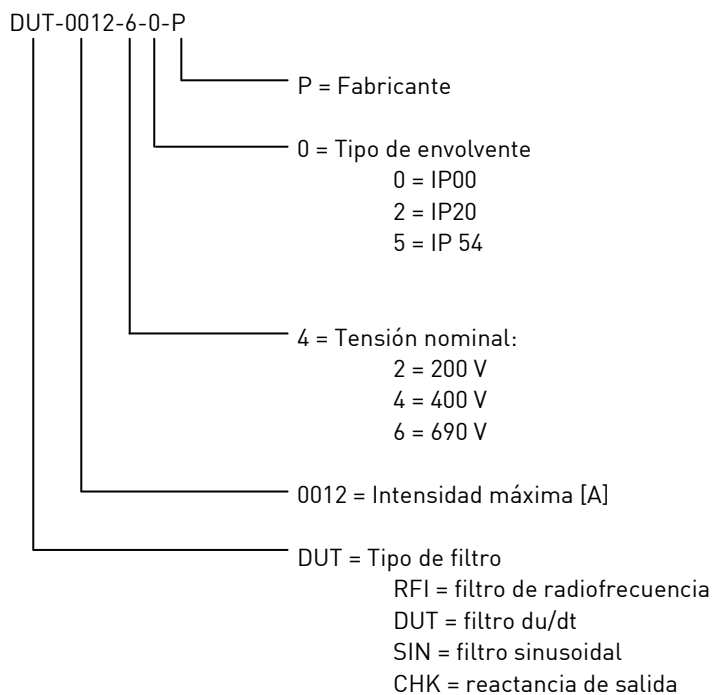 DUT-0012-6-0-P
P = Fabricante
0 = Tipo de envolvente
0 = IP00
2 = IP20
5 = IP 54
4 = Tensión nominal:
2 = 200 V
4 = 400 V
6 = 690 V
0012 = Intensidad máxima [A]
DUT = Tipo de filtro
RFI = filtro de radiofrecuencia
DUT = filtro du/dt
SIN = filtro sinusoidal
CHK = reactancia de salida